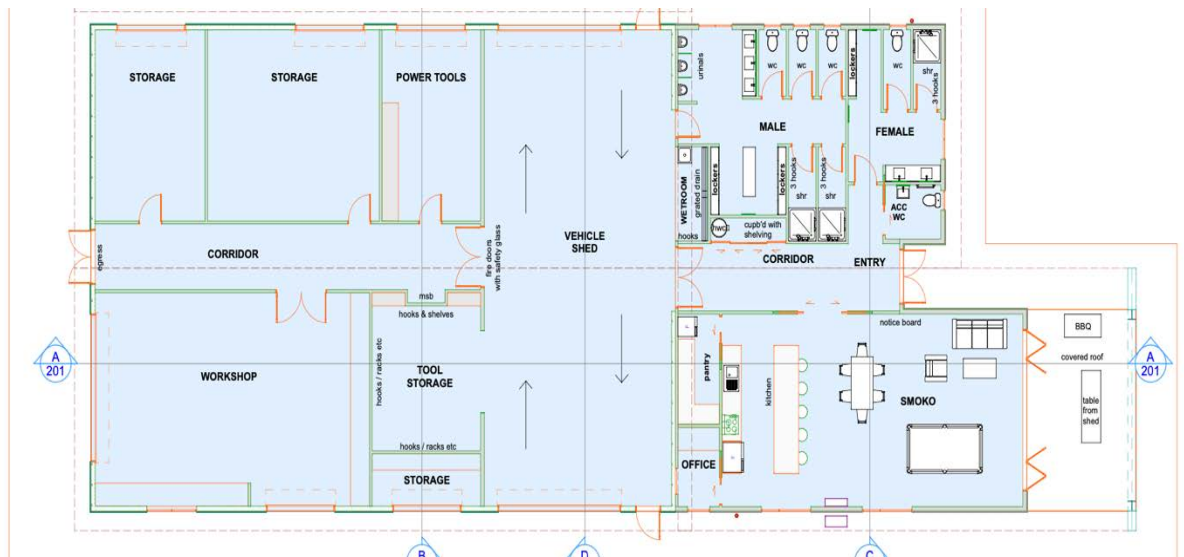 STORAGE
STORAGE
POWER TOOLS
urinals
wc
wc
wc
lockers
wc
shr
3 hooks
MALE
FEMALE
WETROOM
grated drain
hooks
lockers
lockers
3 hooks
shr
3 hooks
shr
ACC
WC
hwc
cupb'd with
shelving
egress
CORRIDOR
fire doors
with safety glass
VEHICLE
SHED
CORRIDOR
ENTRY
msb
hooks & shelves
notice board
BBQ
covered roof
A
201
WORKSHOP
hooks / racks etc
TOOL
STORAGE
pantry
kitchen
SMOKO
table
from
shed
A
201
hooks / racks etc
STORAGE
OFFICE
B
D
C